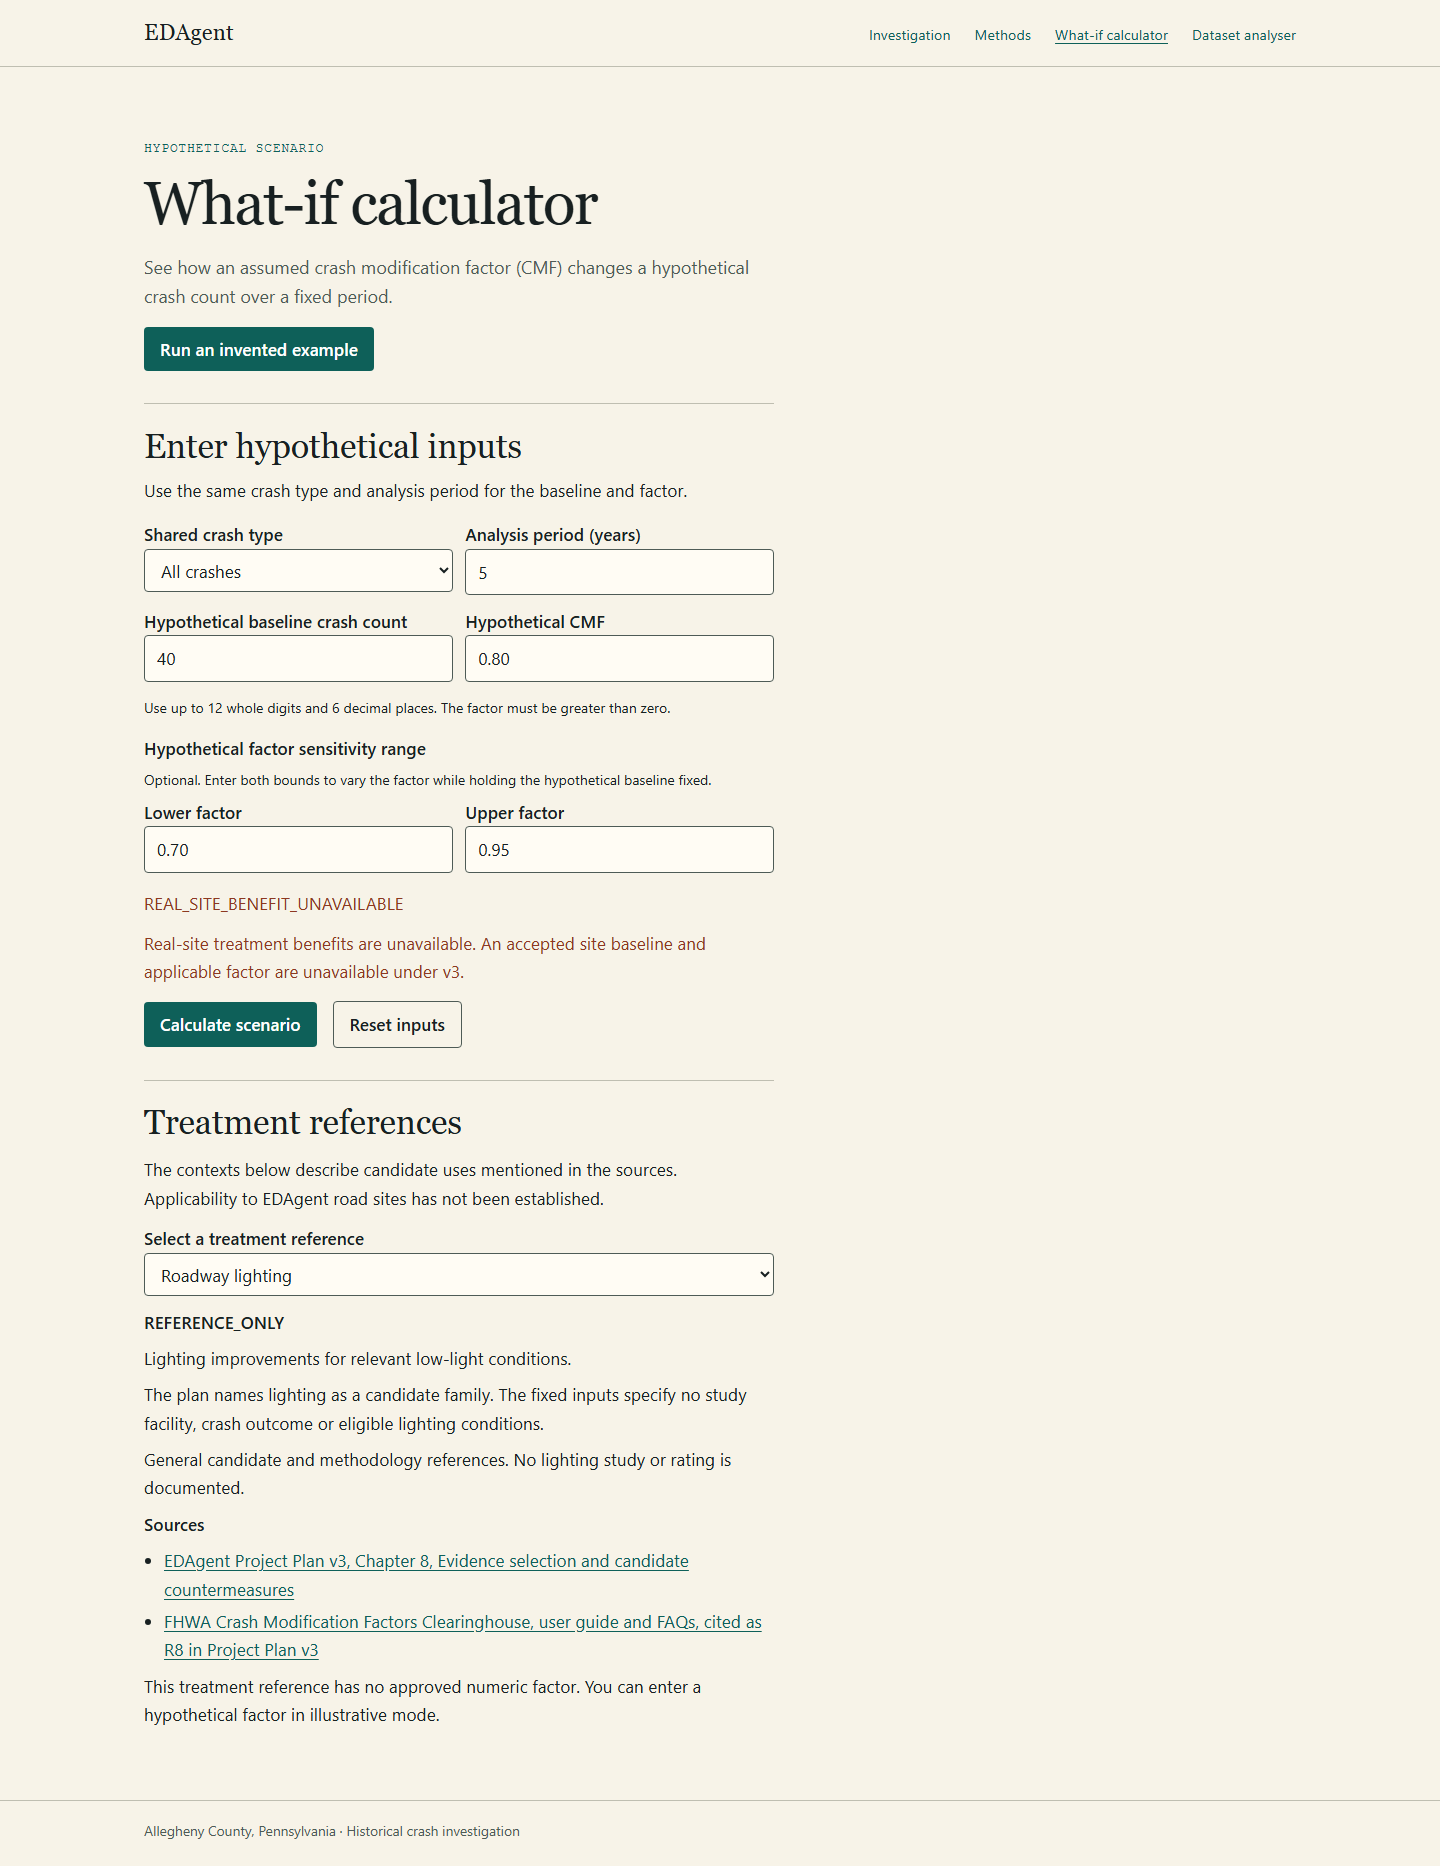 EDAgent
Investigation Methods What-if calculator Dataset analyser
HYPOTHETICAL SCENARIO
What-if calculator
See how an assumed crash modification factor (CMF) changes a hypothetical
crash count over a fixed period.
Run an invented example
Enter hypothetical inputs
Use the same crash type and analysis period for the baseline and factor.
Shared crash type Analysis period (years)
All crashes 5
Hypothetical baseline crash count Hypothetical CMF
40 0.80
Use up to 12 whole digits and 6 decimal places. The factor must be greater than zero.
Hypothetical factor sensitivity range
Optional. Enter both bounds to vary the factor while holding the hypothetical baseline fixed.
Lower factor Upper factor
0.70 0.95
REAL_SITE_BENEFIT_UNAVAILABLE
Real-site treatment benefits are unavailable. An accepted site baseline and
applicable factor are unavailable under v3.
Calculate scenario Reset inputs
Treatment references
The contexts below describe candidate uses mentioned in the sources.
Applicability to EDAgent road sites has not been established.
Select a treatment reference
Roadway lighting
REFERENCE_ONLY
Lighting improvements for relevant low-light conditions.
The plan names lighting as a candidate family. The fixed inputs specify no study
facility, crash outcome or eligible lighting conditions.
General candidate and methodology references. No lighting study or rating is
documented.
Sources
• EDAgent Project Plan v3, Chapter 8, Evidence selection and candidate
countermeasures
• FHWA Crash Modification Factors Clearinghouse, user guide and FAQs, cited as
R8 in Project Plan v3
This treatment reference has no approved numeric factor. You can enter a
hypothetical factor in illustrative mode.
Allegheny County, Pennsylvania · Historical crash investigation